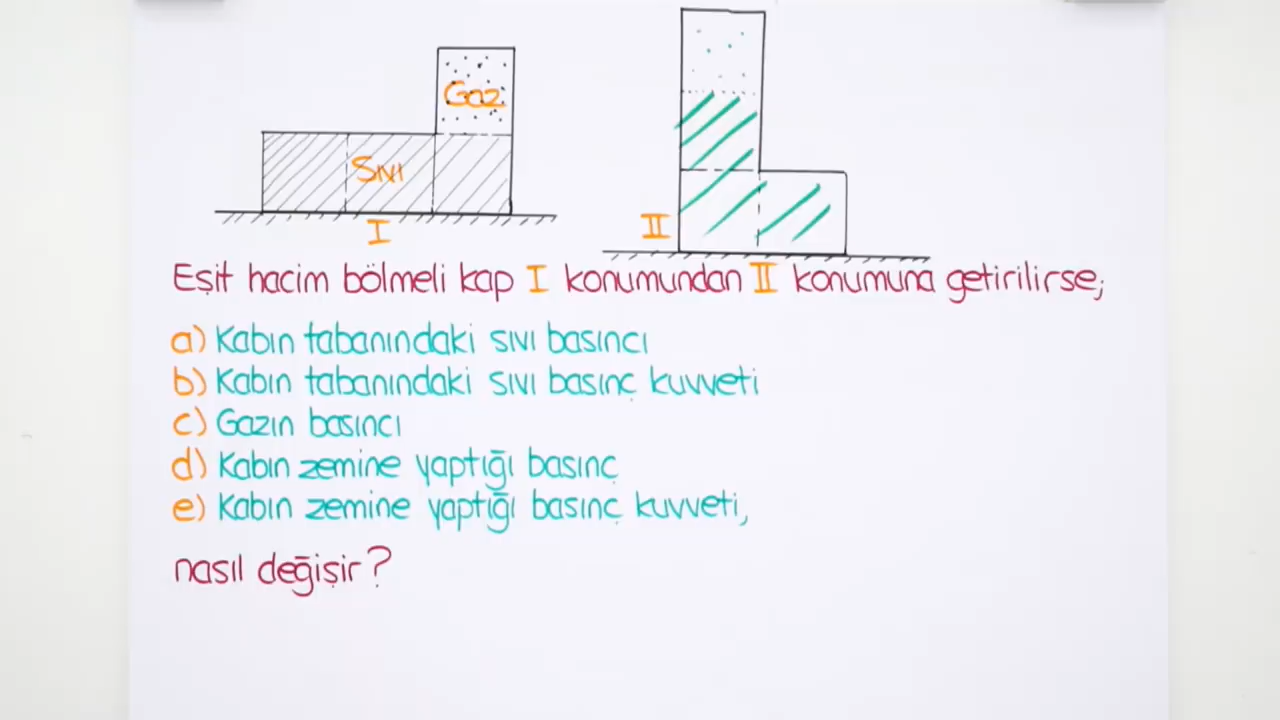 Gaz
Sıvı
I
II
Eşit hacim bölmeli kap I konumundan II konumuna getirilirse;
a) Kabın tabanındaki sıvı basıncı
b) Kabın tabanındaki sıvı basınç kuvveti
c) Gazın basıncı
d) Kabın zemine yaptığı basınç
e) Kabın zemine yaptığı basınç kuvveti,
nasıl değişir?